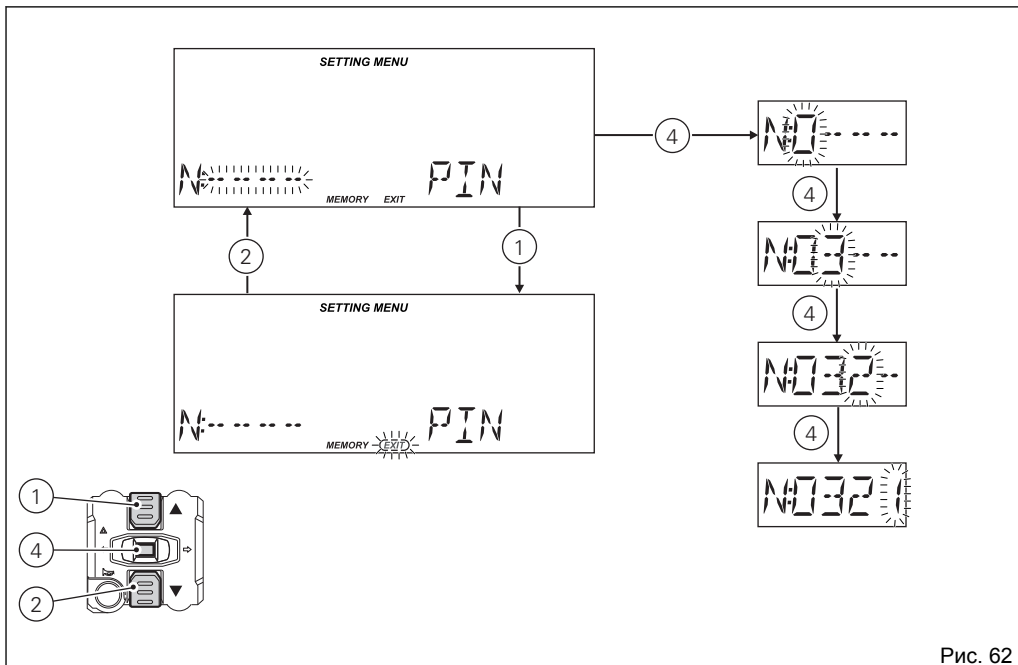 SETTING MENU
N:-- -- -- --
PIN
MEMORY EXIT
4
N:0-- -- --
4
N:03-- --
4
N:032--
4
N:0321
2
1
SETTING MENU
N:-- -- -- --
PIN
MEMORY EXIT
1
4
2
Рис. 62